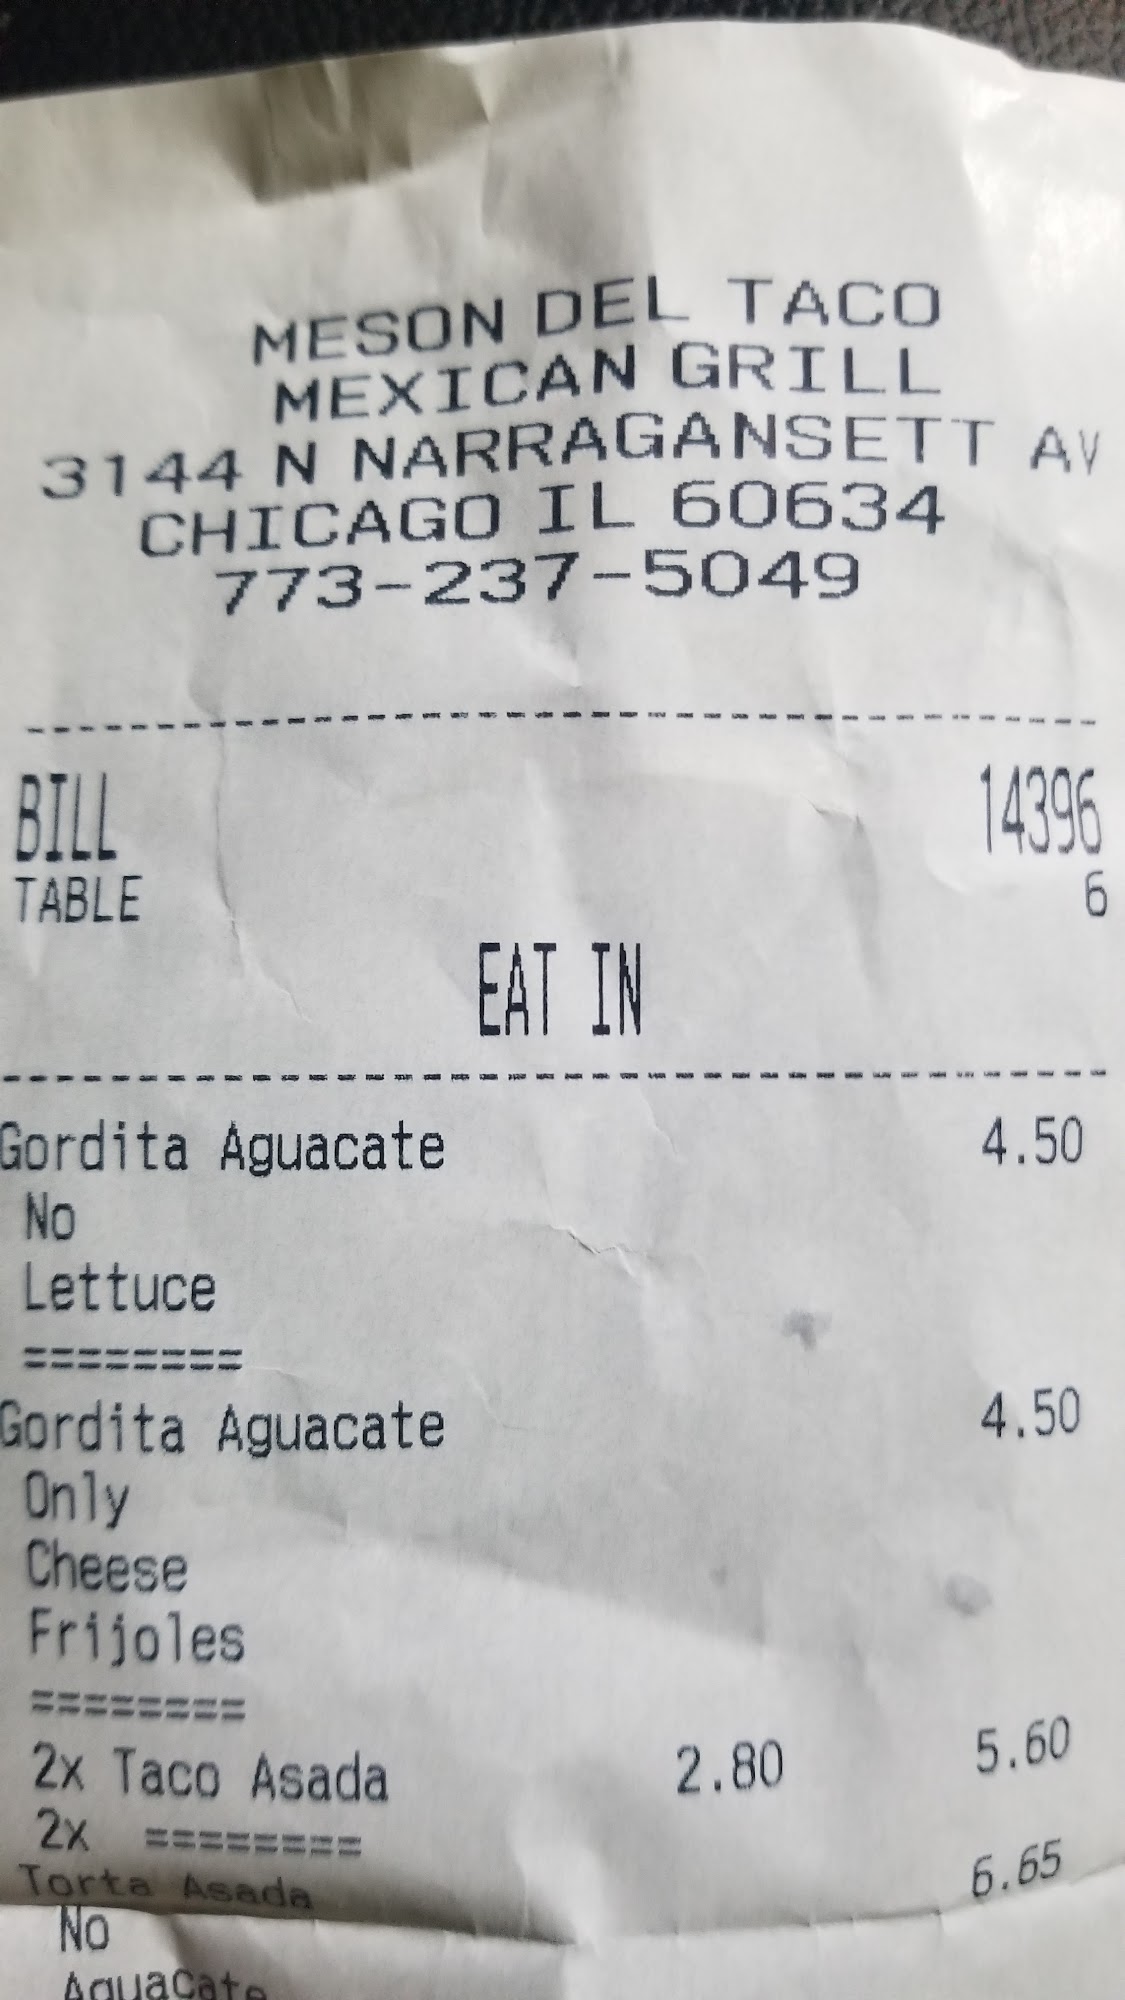 MESON DEL TACO
MEXICAN GRILL
3144 N NARRAGANSETT AV
CHICAGO IL 60634
773-237-5049
--------------------------------
BILL 14396
TABLE 6
EAT IN
--------------------------------
Gordita Aguacate 4.50
No
Lettuce
========
Gordita Aguacate 4.50
Only
Cheese
Frijoles
========
2x Taco Asada 2.80 5.60
2x ========
Torta Asada 6.65
No
Aguacate